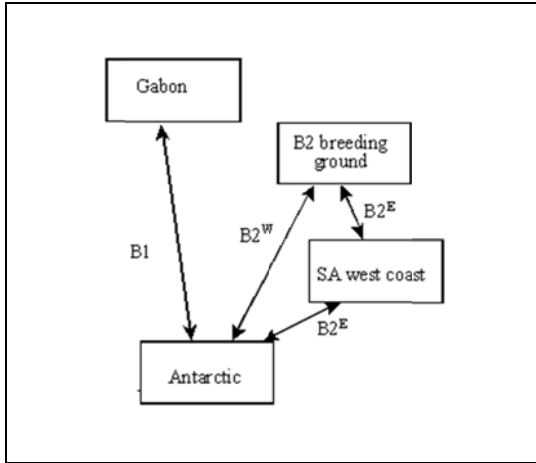 Gabon
B2 breeding
ground
B2ᴱ
B2ᵂ
B1
SA west coast
B2ᴱ
Antarctic